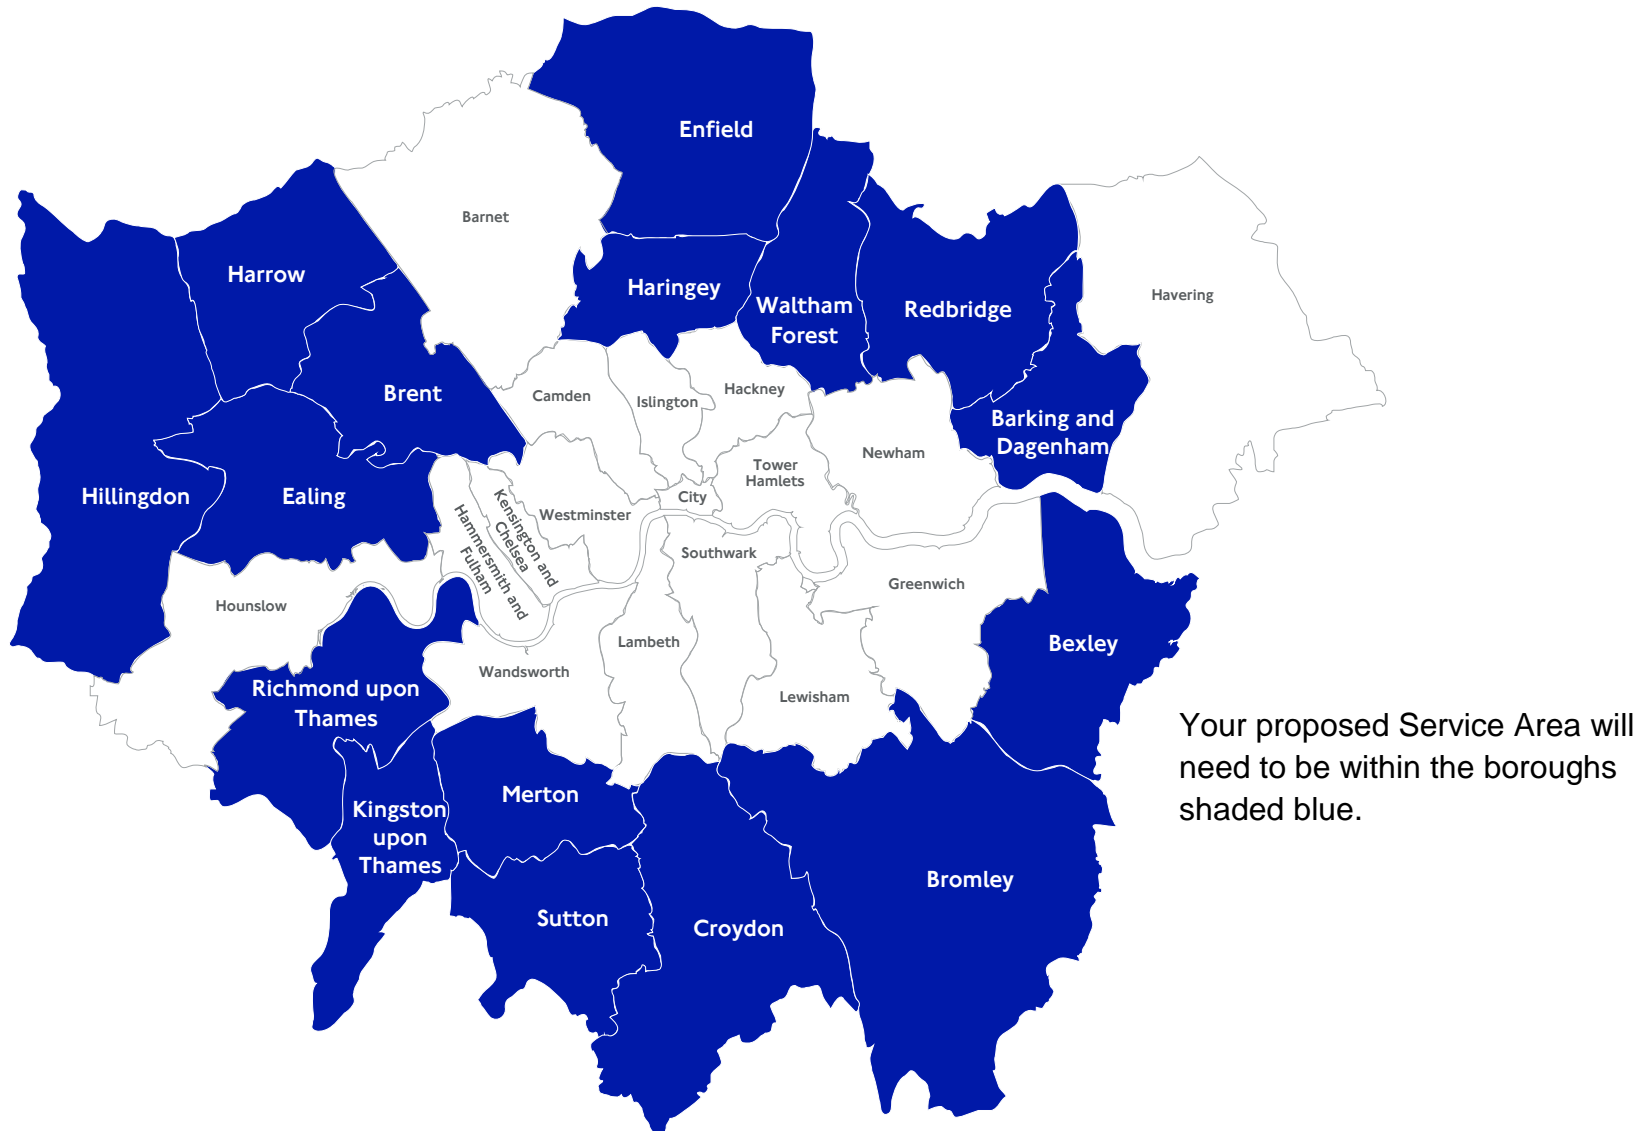 Enfield
Barnet
Harrow
Haringey
Waltham
Forest
Redbridge
Havering
Brent
Camden
Islington
Hackney
Barking and
Dagenham
Newham
Tower
Hamlets
Hillingdon
Ealing
City
Westminster
Kensington and
Chelsea
Hammersmith and
Fulham
Southwark
Greenwich
Hounslow
Bexley
Lambeth
Wandsworth
Richmond upon
Thames
Lewisham
Your proposed Service Area will
need to be within the boroughs
shaded blue.
Merton
Kingston
upon
Thames
Bromley
Sutton
Croydon